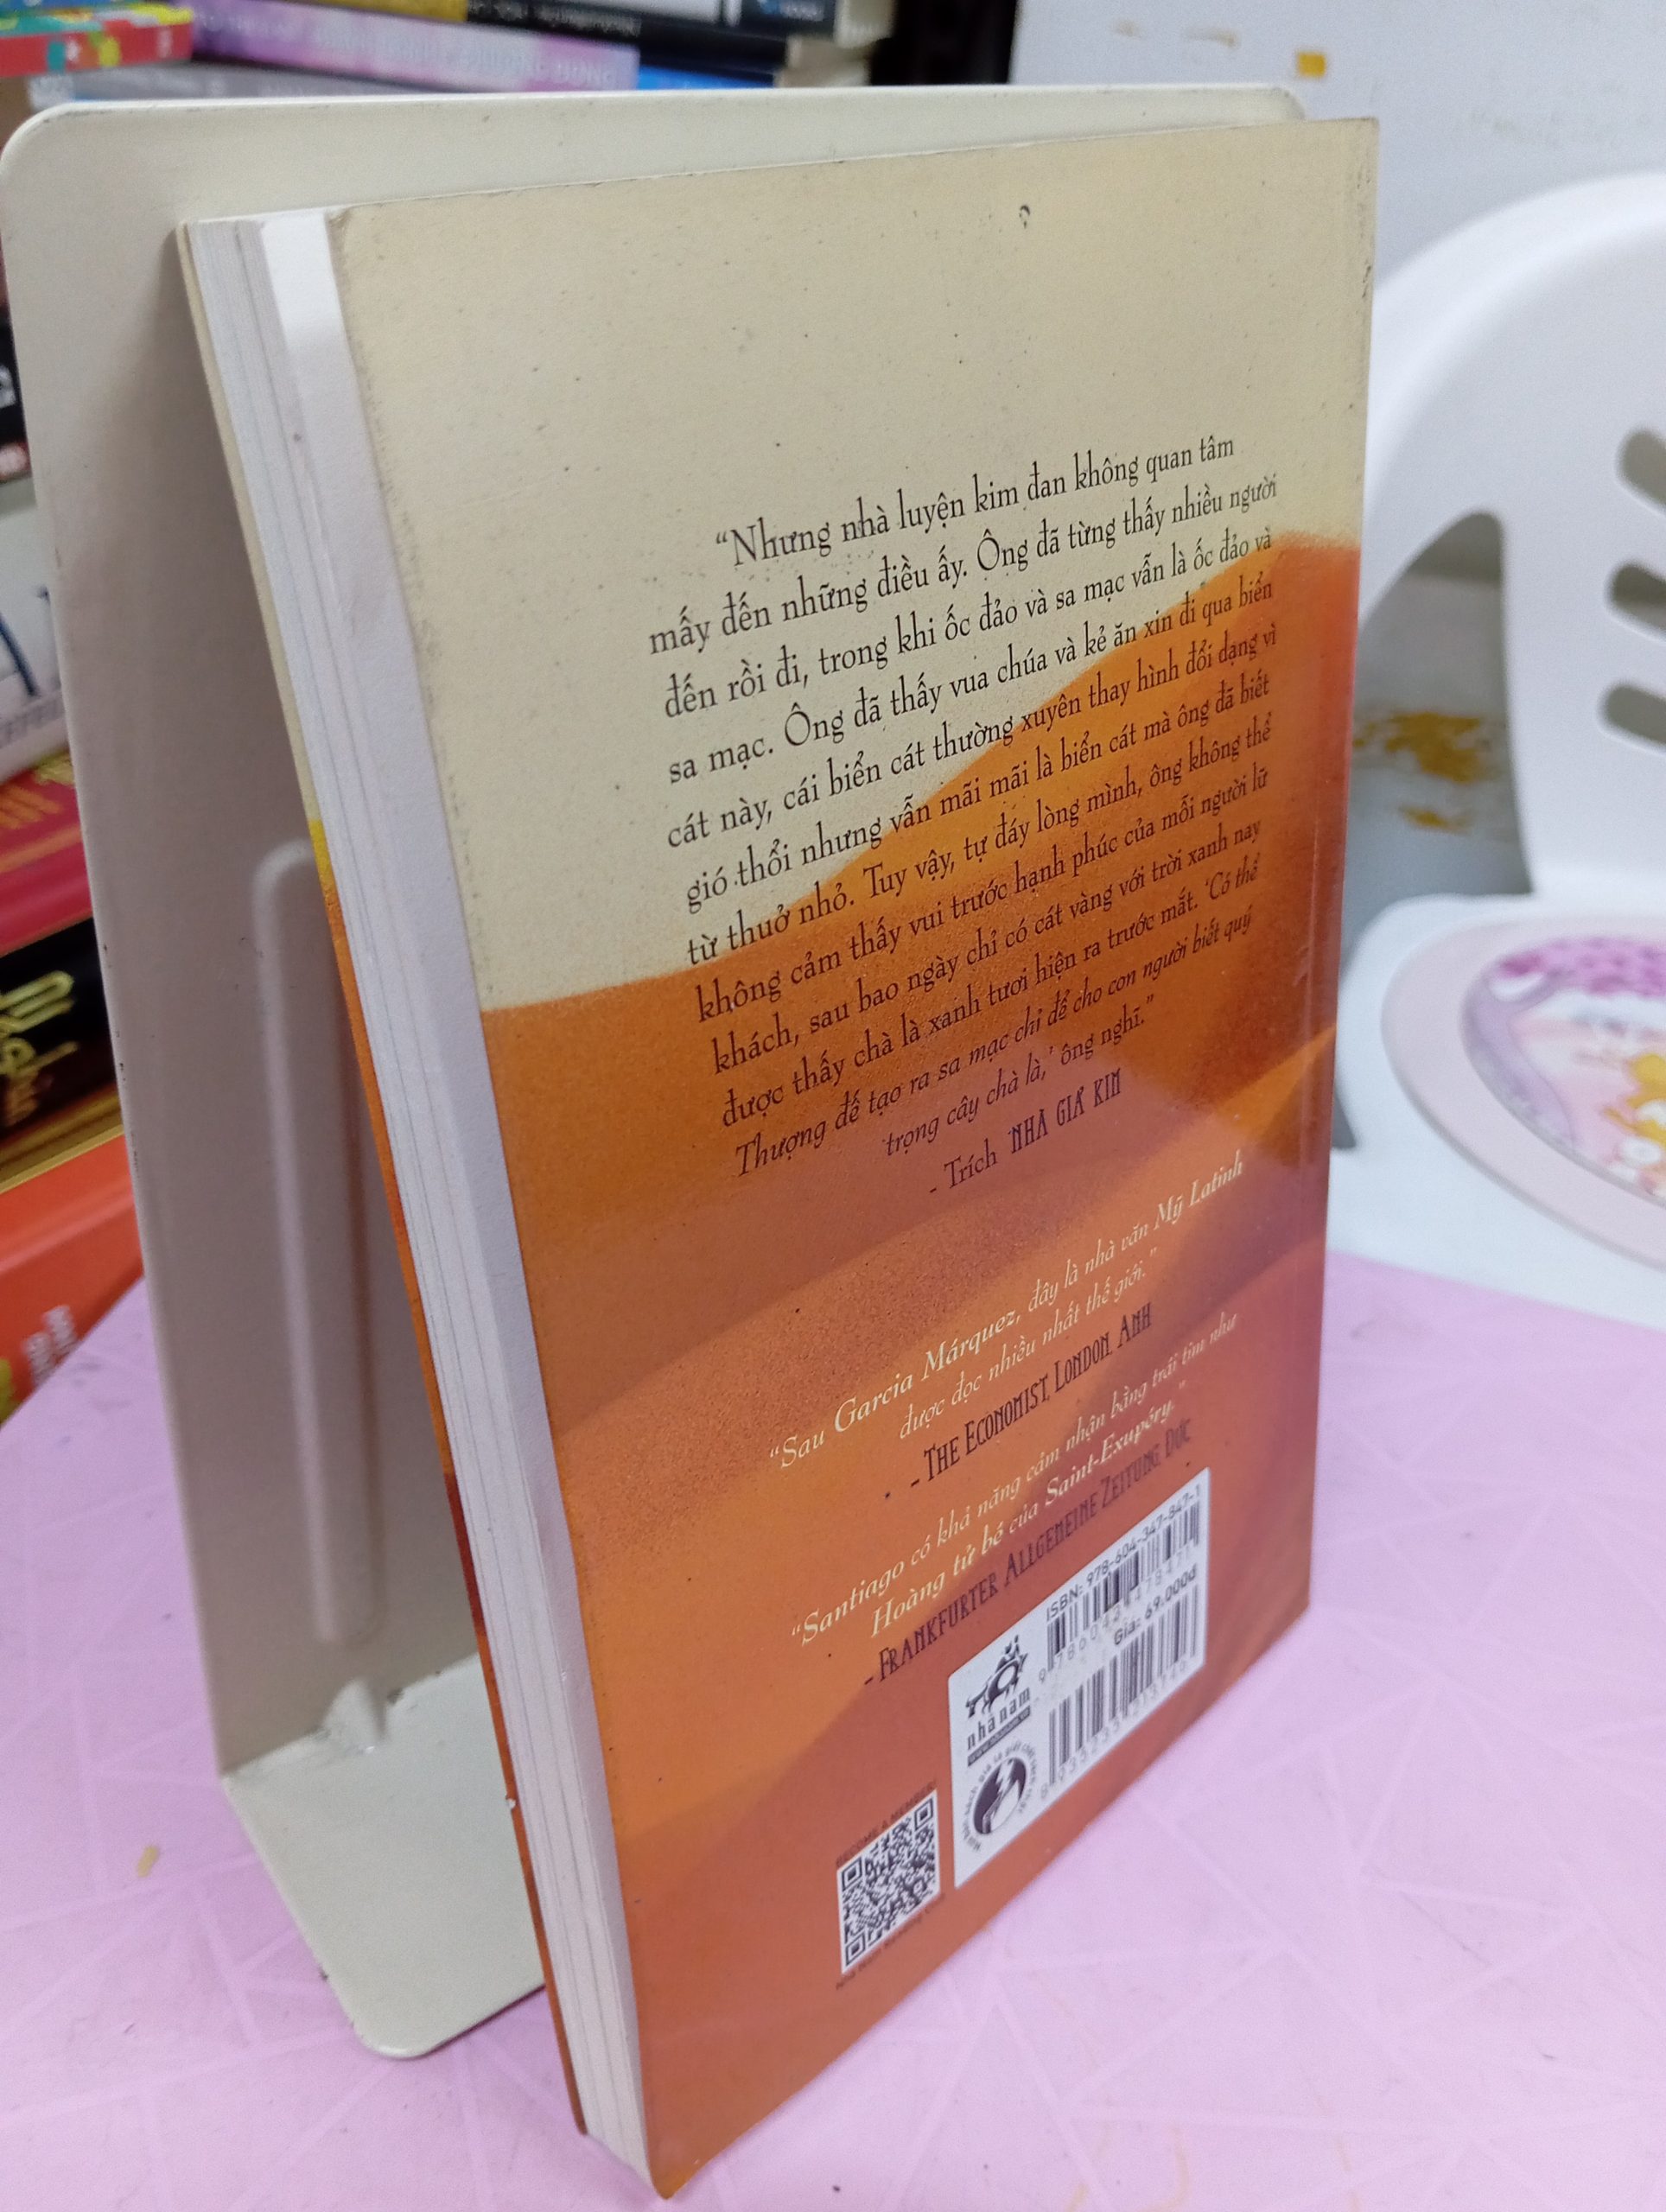 “Nhưng nhà luyện kim đan không quan tâm
mấy đến những điều ấy. Ông đã từng thấy nhiều người
đến rồi đi, trong khi ốc đảo và sa mạc vẫn là ốc đảo và
sa mạc. Ông đã thấy vua chúa và kẻ ăn xin đi qua biển
cát này, cái biển cát thường xuyên thay hình đổi dạng vì
gió thổi nhưng vẫn mãi mãi là biển cát mà ông đã biết
từ thuở nhỏ. Tuy vậy, tự đáy lòng mình, ông không thể
không cảm thấy vui trước hạnh phúc của mỗi người lữ
khách, sau bao ngày chỉ có cát vàng với trời xanh nay
được thấy chà là xanh tươi hiện ra trước mắt. ‘Có thể
Thượng đế tạo ra sa mạc chỉ để cho con người biết quý
trọng cây chà là,’ ông nghĩ.”
- Trích NHÀ GIẢ KIM
“Sau Garcia Márquez, đây là nhà văn Mỹ Latinh
được đọc nhiều nhất thế giới.”
- THE ECONOMIST, LONDON, ANH
“Santiago có khả năng cảm nhận bằng trái tim như
Hoàng tử bé của Saint-Exupéry.”
- FRANKFURTER ALLGEMEINE ZEITUNG, ĐỨC
ISBN: 978-604-347-847-1
Giá: 69.000đ
nhã nam
BECOME A MEMBER!